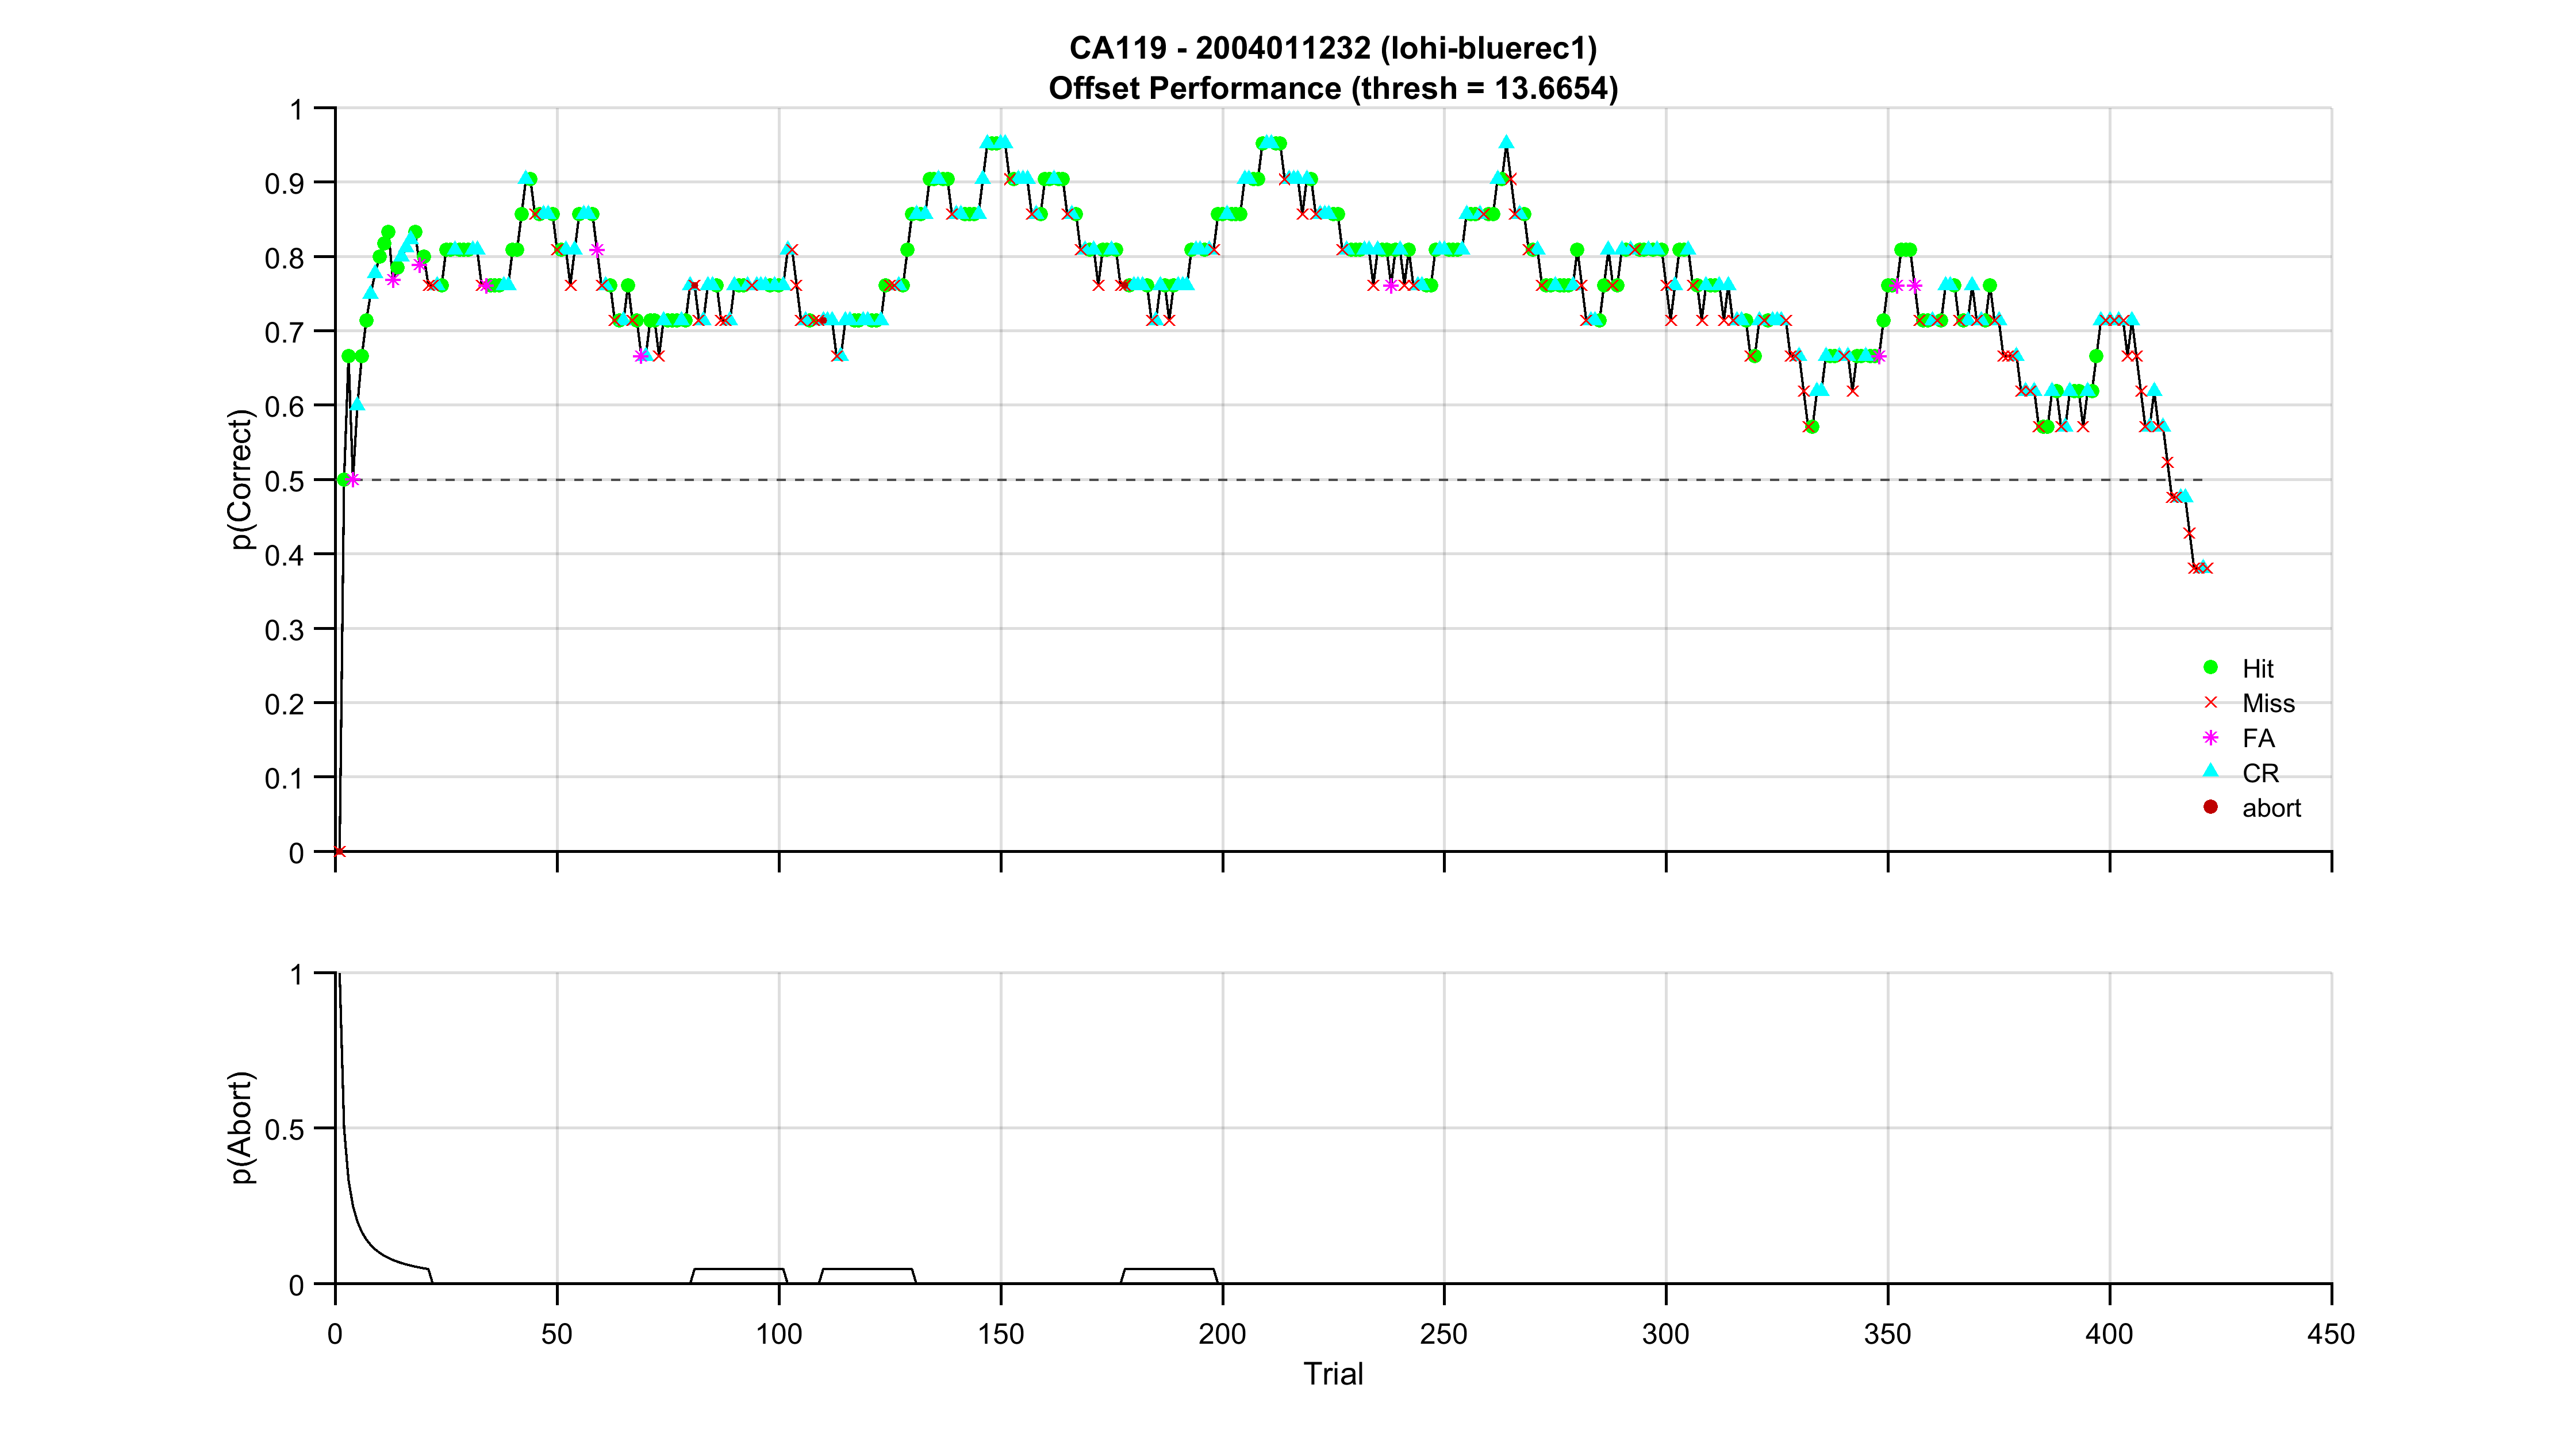 CA119 - 2004011232 (lohi-bluerec1)
Offset Performance (thresh = 13.6654)
1
0.9
0.8
0.7
0.6
0.5
0.4
0.3
0.2
0.1
0
p(Correct)
Hit
Miss
FA
CR
abort
1
0.5
0
p(Abort)
0 50 100 150 200 250 300 350 400 450
Trial